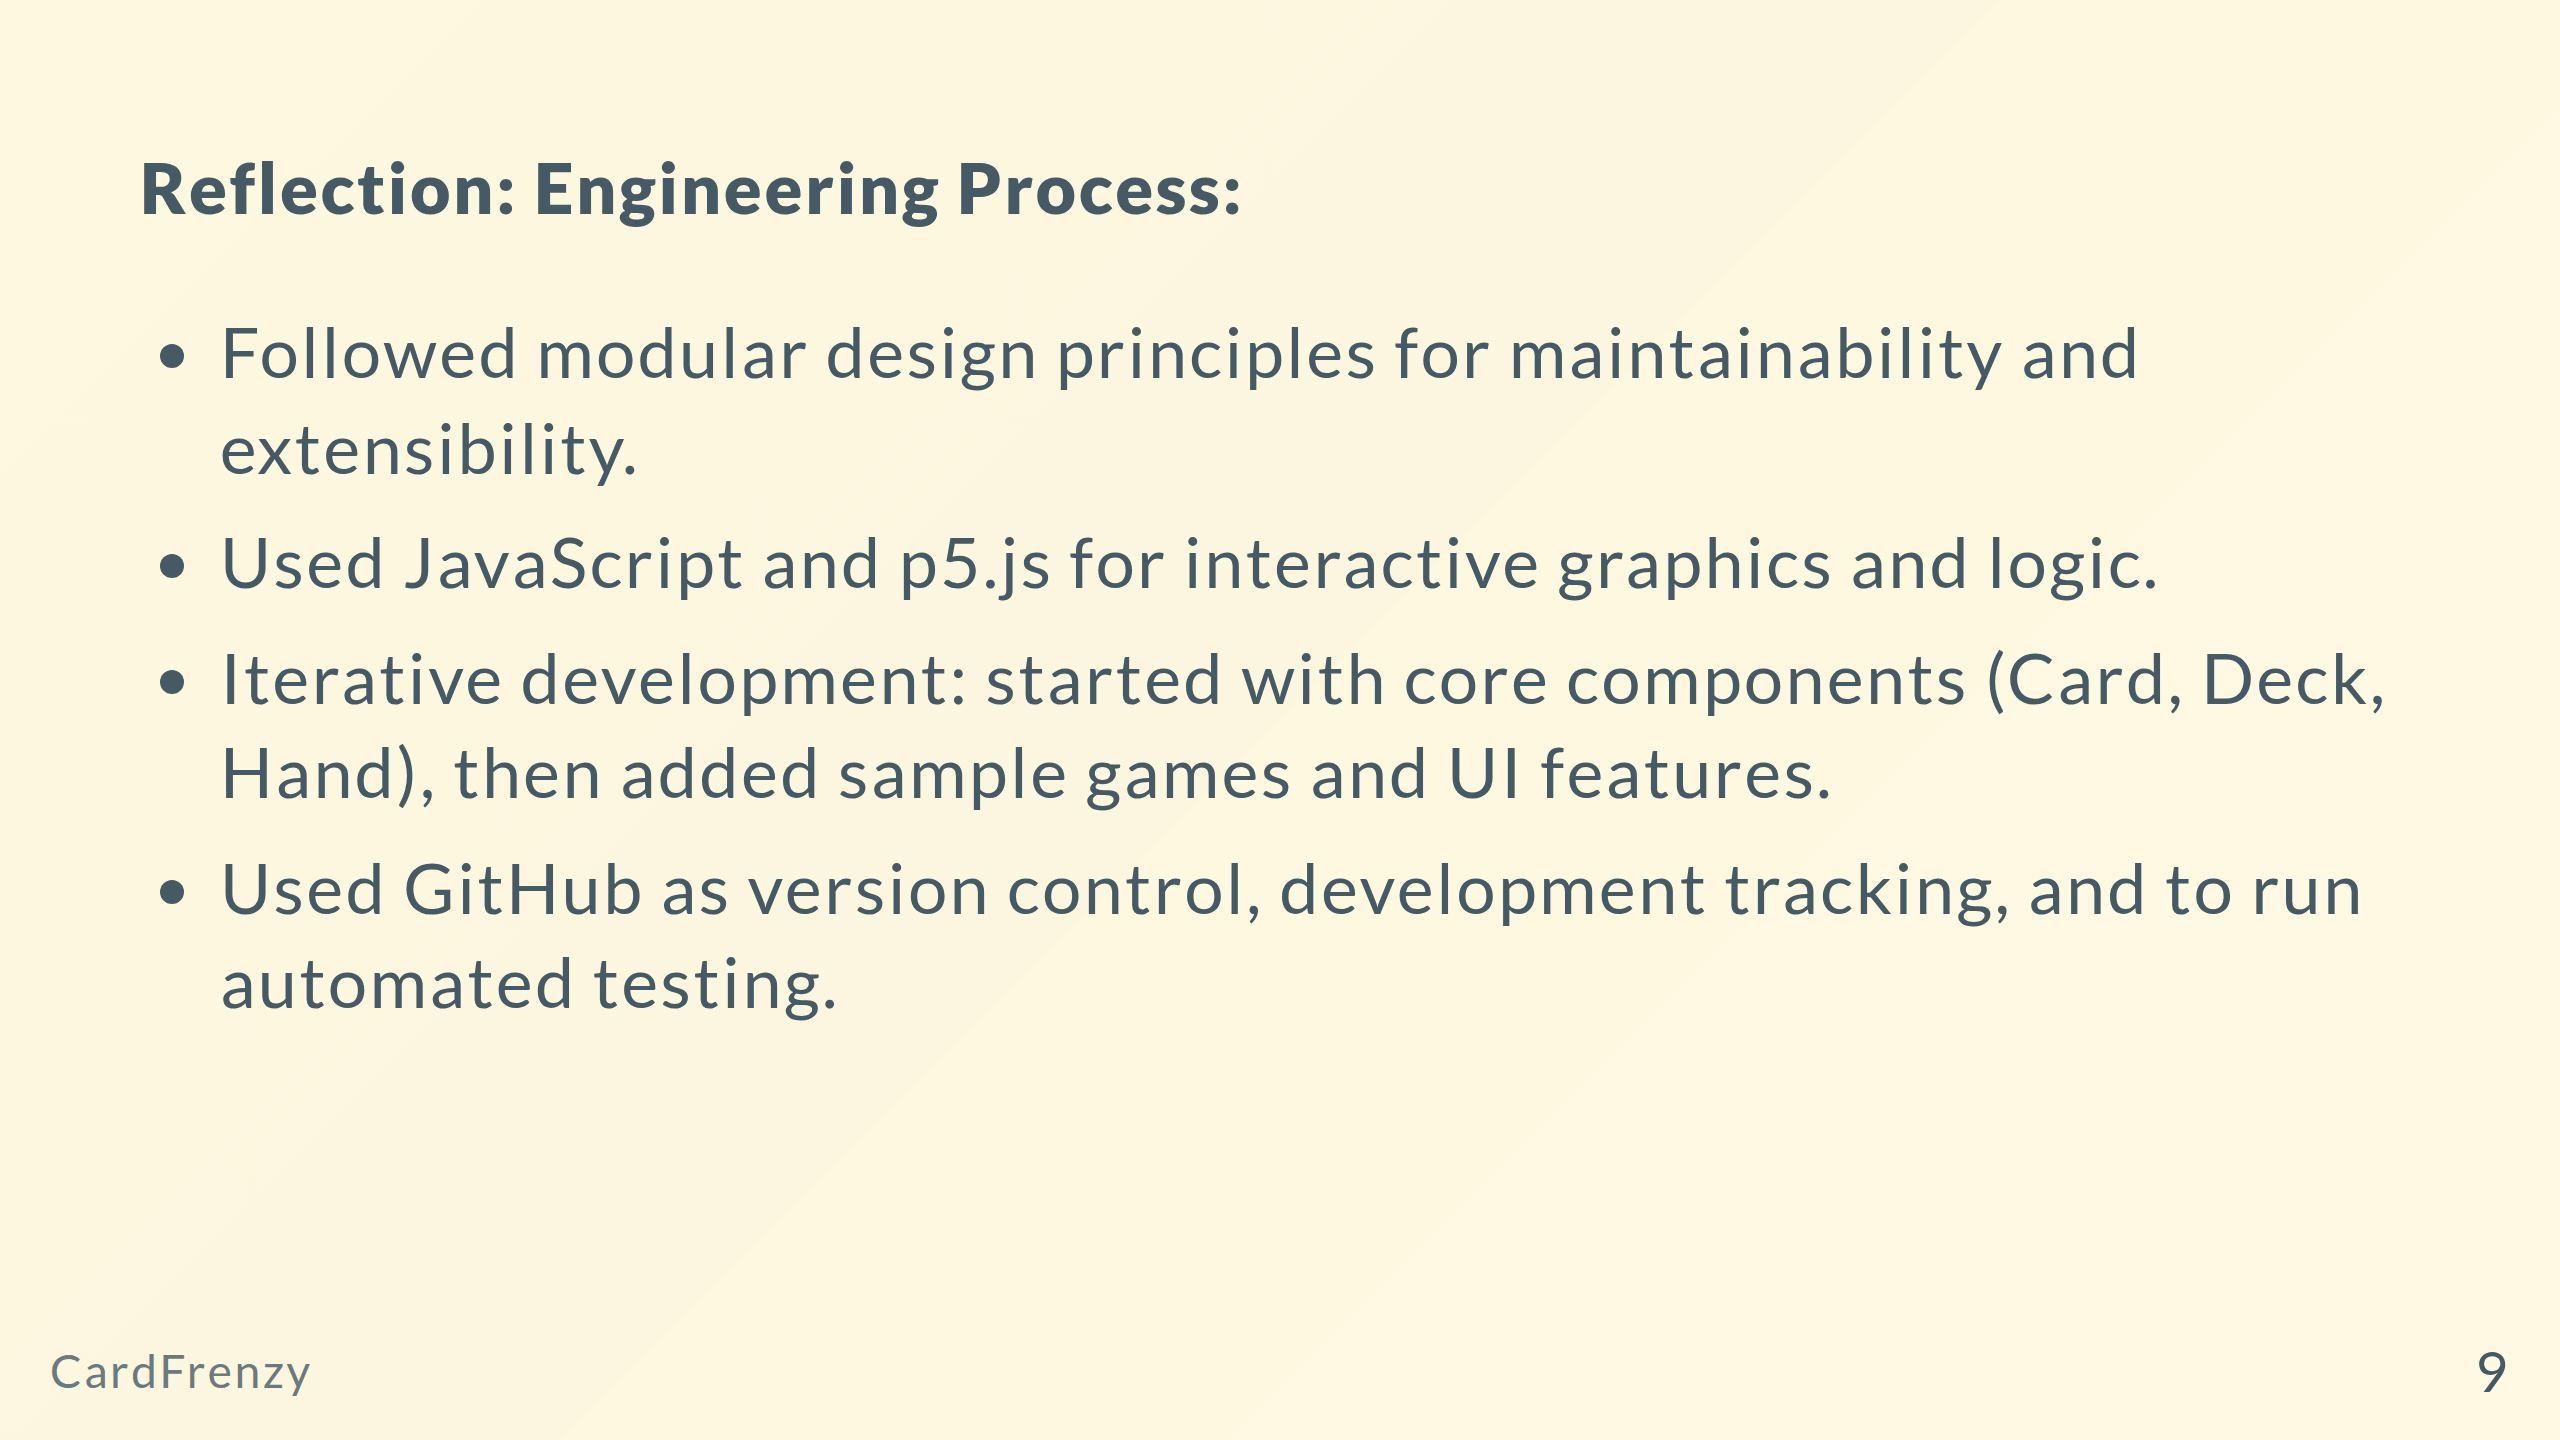 Reflection: Engineering Process:
• Followed modular design principles for maintainability and
extensibility.
• Used JavaScript and p5.js for interactive graphics and logic.
• Iterative development: started with core components (Card, Deck,
Hand), then added sample games and UI features.
• Used GitHub as version control, development tracking, and to run
automated testing.
CardFrenzy
9